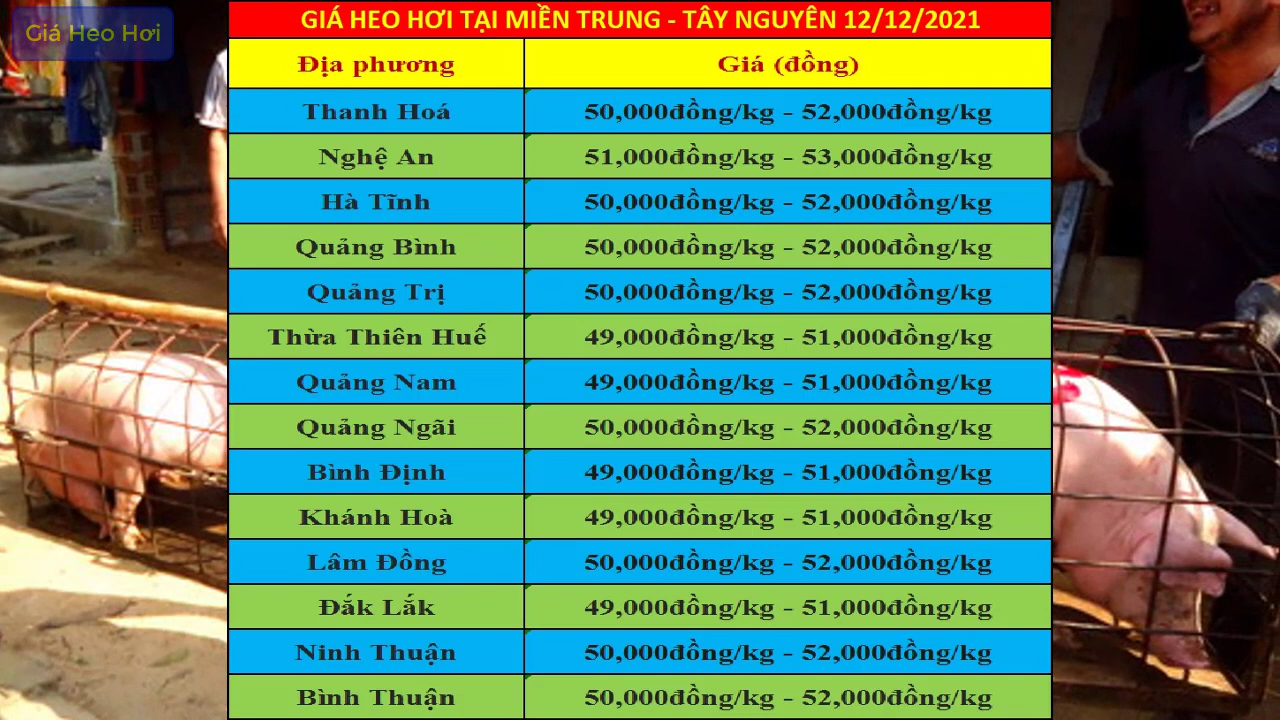 Giá Heo Hơi
GIÁ HEO HƠI TẠI MIỀN TRUNG - TÂY NGUYÊN 12/12/2021
Địa phương Giá (đồng)
Thanh Hoá 50,000đồng/kg - 52,000đồng/kg
Nghệ An 51,000đồng/kg - 53,000đồng/kg
Hà Tĩnh 50,000đồng/kg - 52,000đồng/kg
Quảng Bình 50,000đồng/kg - 52,000đồng/kg
Quảng Trị 50,000đồng/kg - 52,000đồng/kg
Thừa Thiên Huế 49,000đồng/kg - 51,000đồng/kg
Quảng Nam 49,000đồng/kg - 51,000đồng/kg
Quảng Ngãi 50,000đồng/kg - 52,000đồng/kg
Bình Định 49,000đồng/kg - 51,000đồng/kg
Khánh Hoà 49,000đồng/kg - 51,000đồng/kg
Lâm Đồng 50,000đồng/kg - 52,000đồng/kg
Đắk Lắk 49,000đồng/kg - 51,000đồng/kg
Ninh Thuận 50,000đồng/kg - 52,000đồng/kg
Bình Thuận 50,000đồng/kg - 52,000đồng/kg